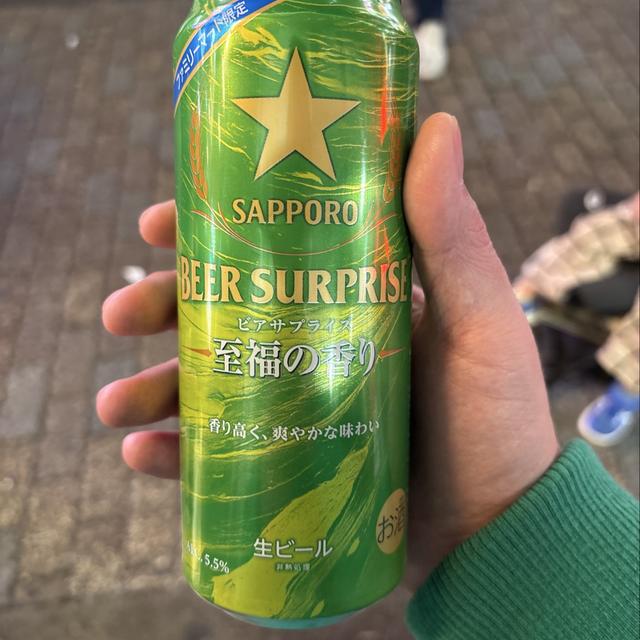 ファミリーマート限定
SAPPORO
BEER SURPRISE
ビアサプライズ
至福の香り
香り高く、爽やかな味わい
生ビール
非熱処理
お酒
ALC. 5.5%